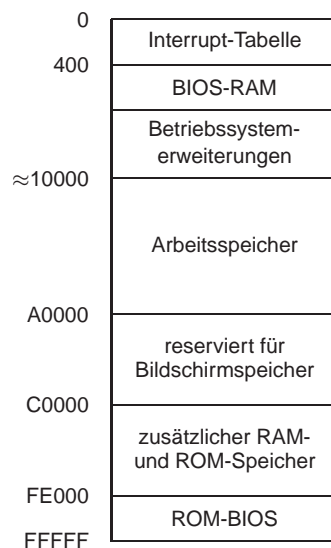 0
Interrupt-Tabelle
400
BIOS-RAM
Betriebssystem-
erweiterungen
≈10000
Arbeitsspeicher
A0000
reserviert für
Bildschirmspeicher
C0000
zusätzlicher RAM-
und ROM-Speicher
FE000
ROM-BIOS
FFFFF